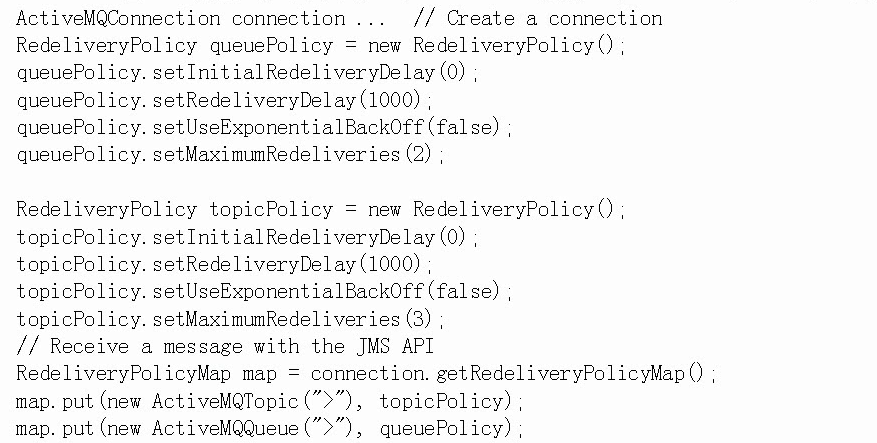 ActiveMQConnection connection ...  // Create a connection
RedeliveryPolicy queuePolicy = new RedeliveryPolicy();
queuePolicy.setInitialRedeliveryDelay(0);
queuePolicy.setRedeliveryDelay(1000);
queuePolicy.setUseExponentialBackOff(false);
queuePolicy.setMaximumRedeliveries(2);

RedeliveryPolicy topicPolicy = new RedeliveryPolicy();
topicPolicy.setInitialRedeliveryDelay(0);
topicPolicy.setRedeliveryDelay(1000);
topicPolicy.setUseExponentialBackOff(false);
topicPolicy.setMaximumRedeliveries(3);
// Receive a message with the JMS API
RedeliveryPolicyMap map = connection.getRedeliveryPolicyMap();
map.put(new ActiveMQTopic(">"), topicPolicy);
map.put(new ActiveMQQueue(">"), queuePolicy);